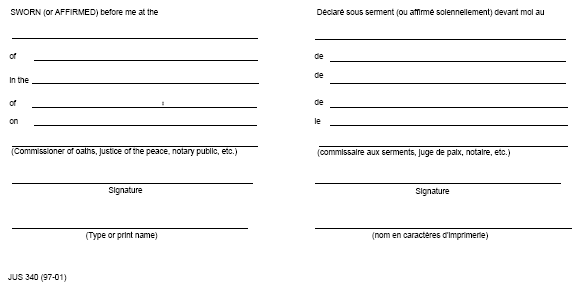 SWORN (or AFFIRMED) before me at the
of
in the
of
on
(Commissioner of oaths, justice of the peace, notary public, etc.)
Signature
(Type or print name)
Déclaré sous serment (ou affirmé solennellement) devant moi au
de
de
de
le
(commissaire aux serments, juge de paix, notaire, etc.)
Signature
(nom en caractères d'imprimerie)
JUS 340 (97-01)